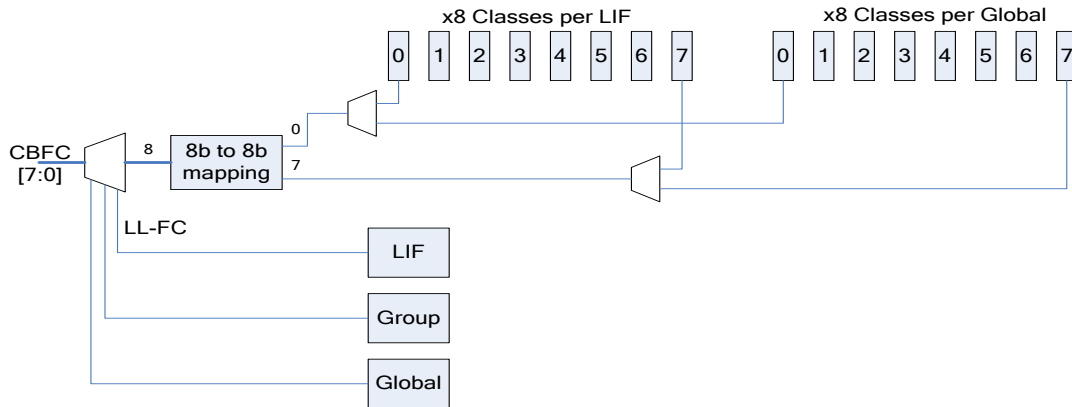 x8 Classes per LIF
x8 Classes per Global
0 1 2 3 4 5 6 7
0 1 2 3 4 5 6 7
CBFC
[7:0]
8
8b to 8b
mapping
0
7
LL-FC
LIF
Group
Global